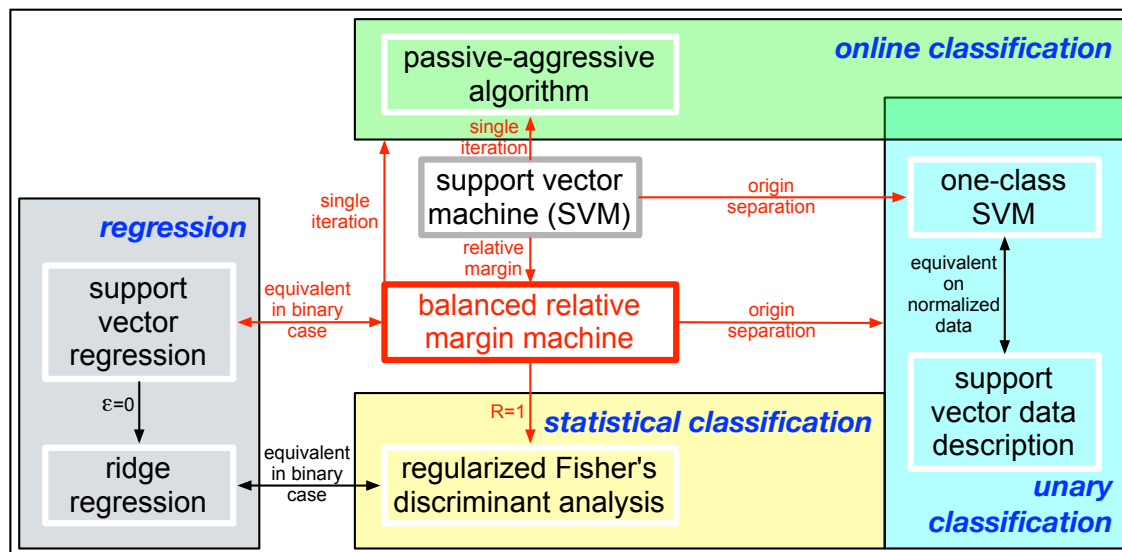 online classification
passive-aggressive
algorithm
single
iteration
support vector
machine (SVM)
origin
separation
one-class
SVM
single
iteration
relative
margin
regression
support
vector
regression
equivalent
in binary
case
balanced relative
margin machine
origin
separation
equivalent
on
normalized
data
ε=0
R=1
statistical classification
support
vector data
description
ridge
regression
equivalent
in binary
case
regularized Fisher's
discriminant analysis
unary
classification